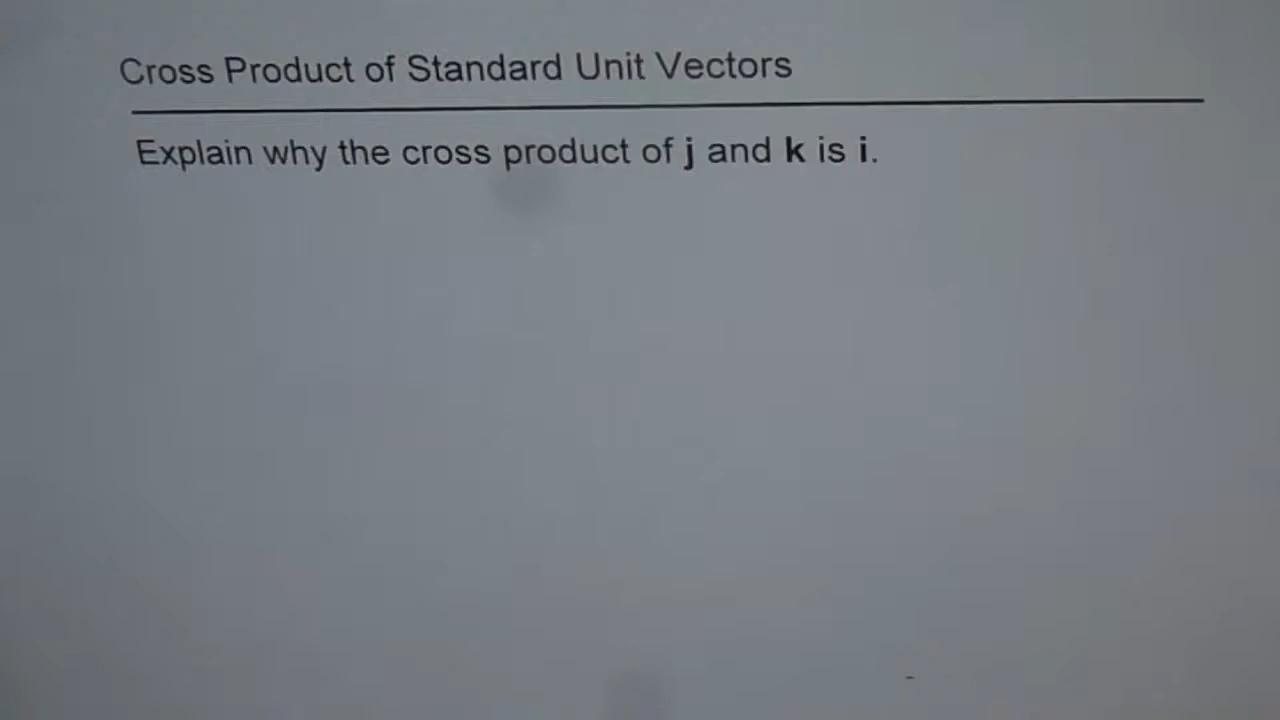 Cross Product of Standard Unit Vectors
Explain why the cross product of j and k is i.